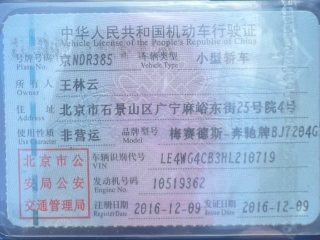 中华人民共和国机动车行驶证
Vehicle License of the People's Republic of China
号牌号码 京NDR385 车辆类型 小型轿车
Plate No. Vehicle Type
所有人 王林云
Owner
住址 北京市石景山区广宁麻峪东街25号院4号
Address
使用性质 非营运 梅赛德斯-奔驰牌BJ7204G
Use Character
北京市公安局公安交通管理局
车辆识别代号 LE4WG4CB3HL210719
VIN
发动机号码 10519362
Engine No.
注册日期 2016-12-09 发证日期 2016-12-09
Register Date Issue Date